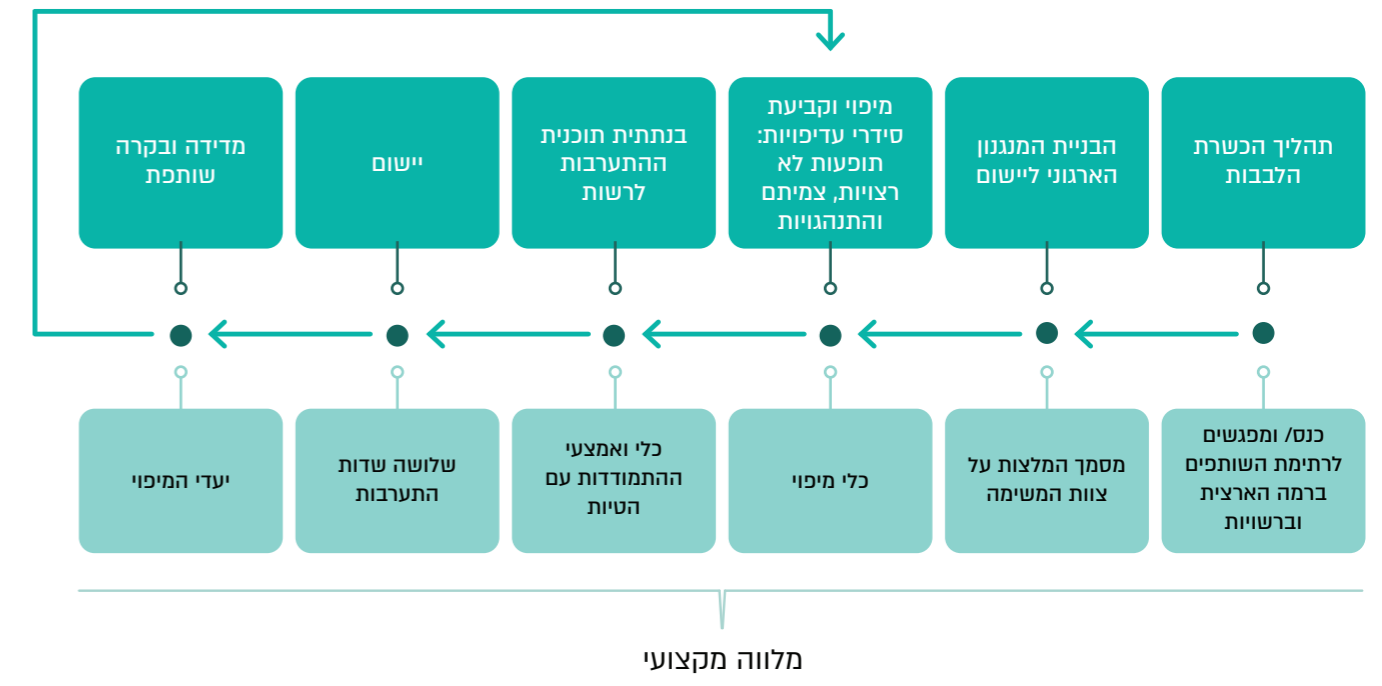 תהליך הכשרת
הלבבות
הבניית המנגנון
הארגוני ליישום
מיפוי וקביעת
סידרי עדיפויות:
תופעות לא
רצויות, צמיתם
והתנהגויות
בנתתית תוכנית
ההתערבות
לרשות
יישום
מדידה ובקרה
שותפת
כנס/ ומפגשים
לרתימת השותפים
ברמה הארצית
וברשויות
מסמך המלצות על
צוות המשימה
כלי מיפוי
כלי ואמצעי
ההתמודדות עם
הטיות
שלושה שדות
התערבות
יעדי המיפוי
מלווה מקצועי